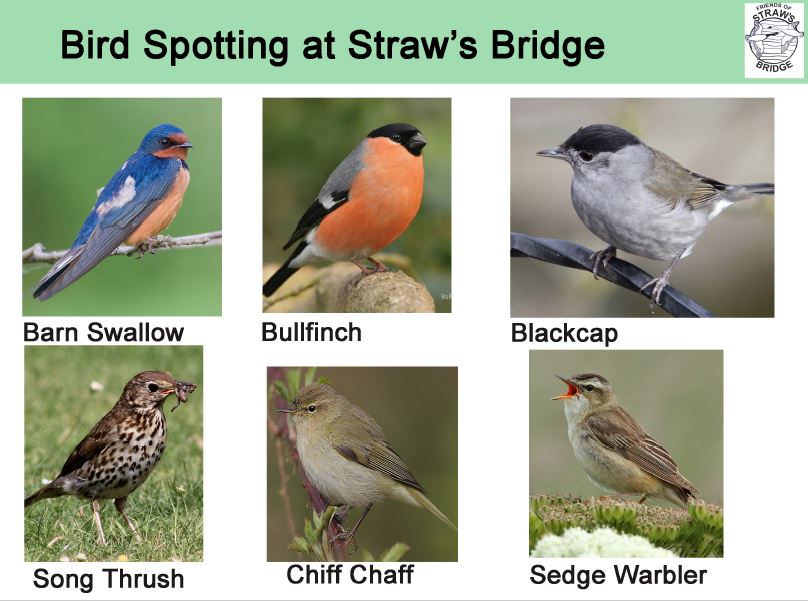 Bird Spotting at Straw's Bridge
FRIENDS OF
STRAW'S
BRIDGE
Barn Swallow
Bullfinch
Blackcap
Song Thrush
Chiff Chaff
Sedge Warbler